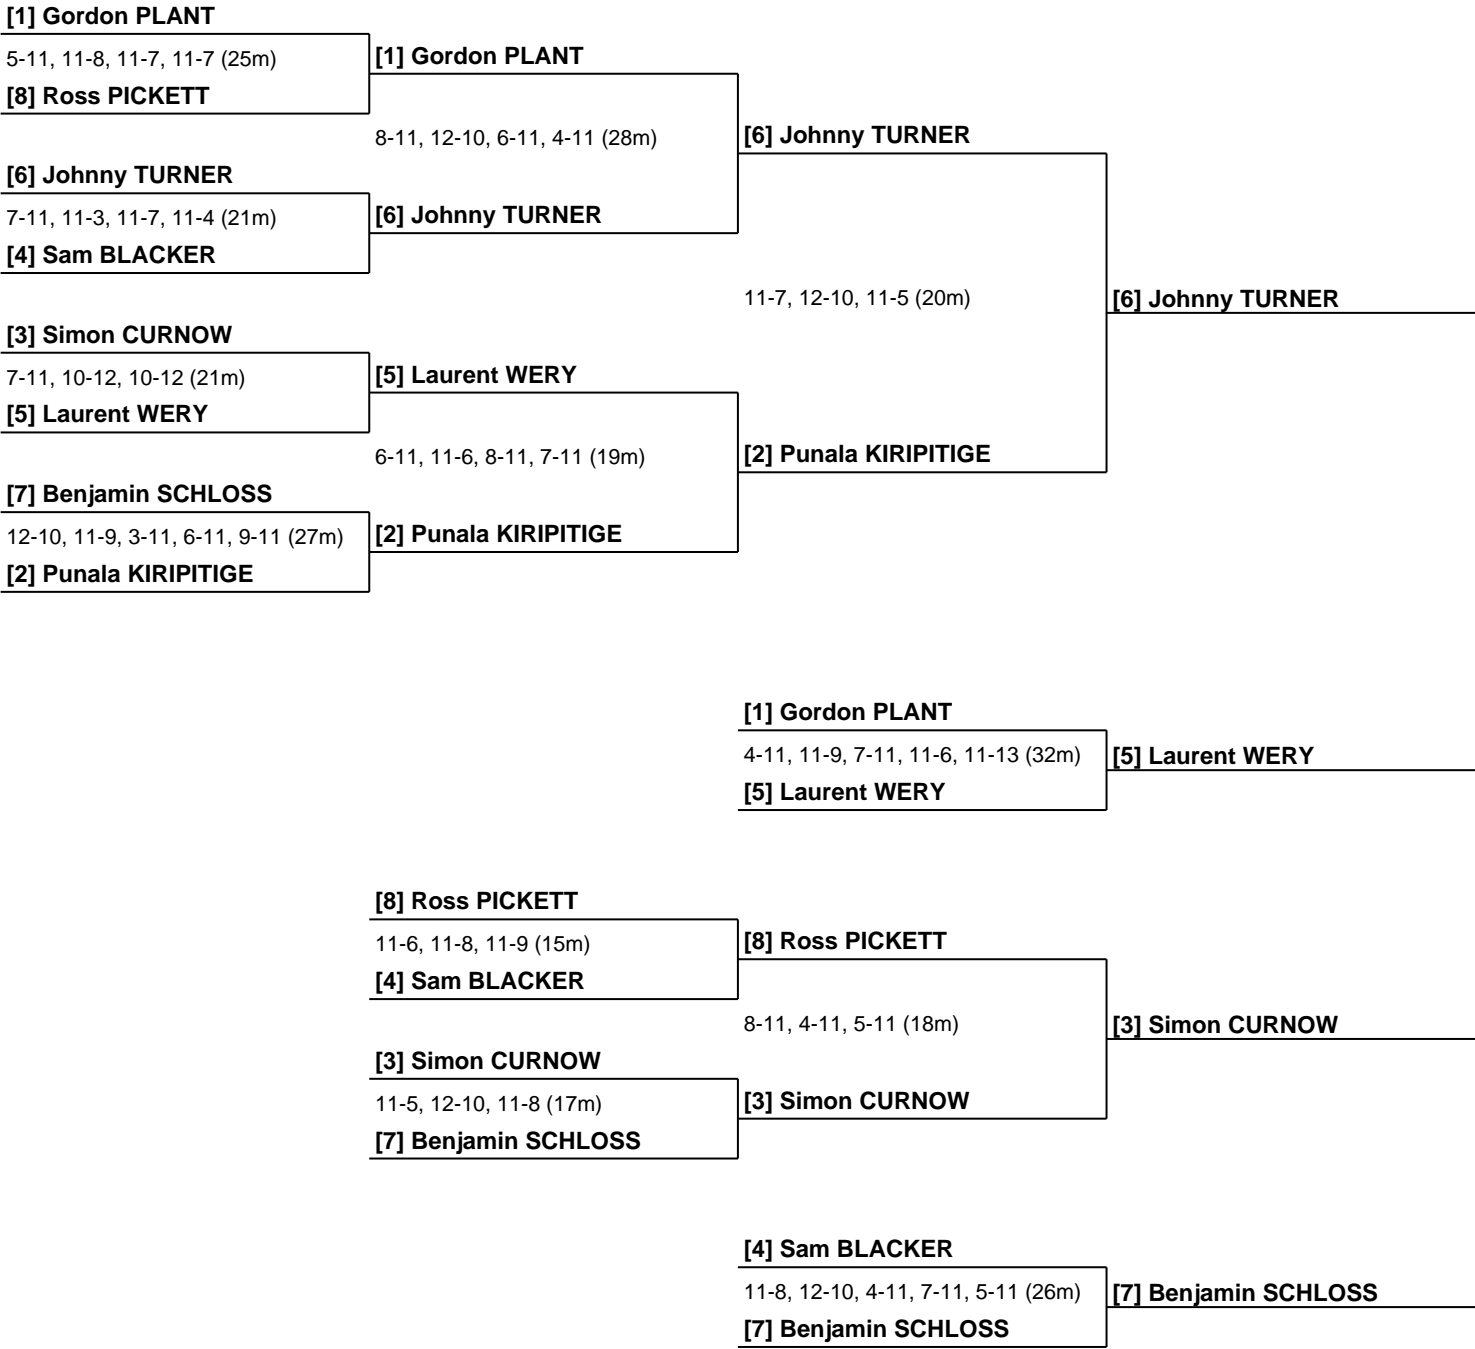 [1] Gordon PLANT
5-11, 11-8, 11-7, 11-7 (25m)
[1] Gordon PLANT
[8] Ross PICKETT
8-11, 12-10, 6-11, 4-11 (28m)
[6] Johnny TURNER
[6] Johnny TURNER
7-11, 11-3, 11-7, 11-4 (21m)
[6] Johnny TURNER
[4] Sam BLACKER
11-7, 12-10, 11-5 (20m)
[6] Johnny TURNER
[3] Simon CURNOW
7-11, 10-12, 10-12 (21m)
[5] Laurent WERY
[5] Laurent WERY
6-11, 11-6, 8-11, 7-11 (19m)
[2] Punala KIRIPITIGE
[7] Benjamin SCHLOSS
12-10, 11-9, 3-11, 6-11, 9-11 (27m)
[2] Punala KIRIPITIGE
[2] Punala KIRIPITIGE
[1] Gordon PLANT
4-11, 11-9, 7-11, 11-6, 11-13 (32m)
[5] Laurent WERY
[5] Laurent WERY
[8] Ross PICKETT
11-6, 11-8, 11-9 (15m)
[8] Ross PICKETT
[4] Sam BLACKER
8-11, 4-11, 5-11 (18m)
[3] Simon CURNOW
[3] Simon CURNOW
11-5, 12-10, 11-8 (17m)
[3] Simon CURNOW
[7] Benjamin SCHLOSS
[4] Sam BLACKER
11-8, 12-10, 4-11, 7-11, 5-11 (26m)
[7] Benjamin SCHLOSS
[7] Benjamin SCHLOSS